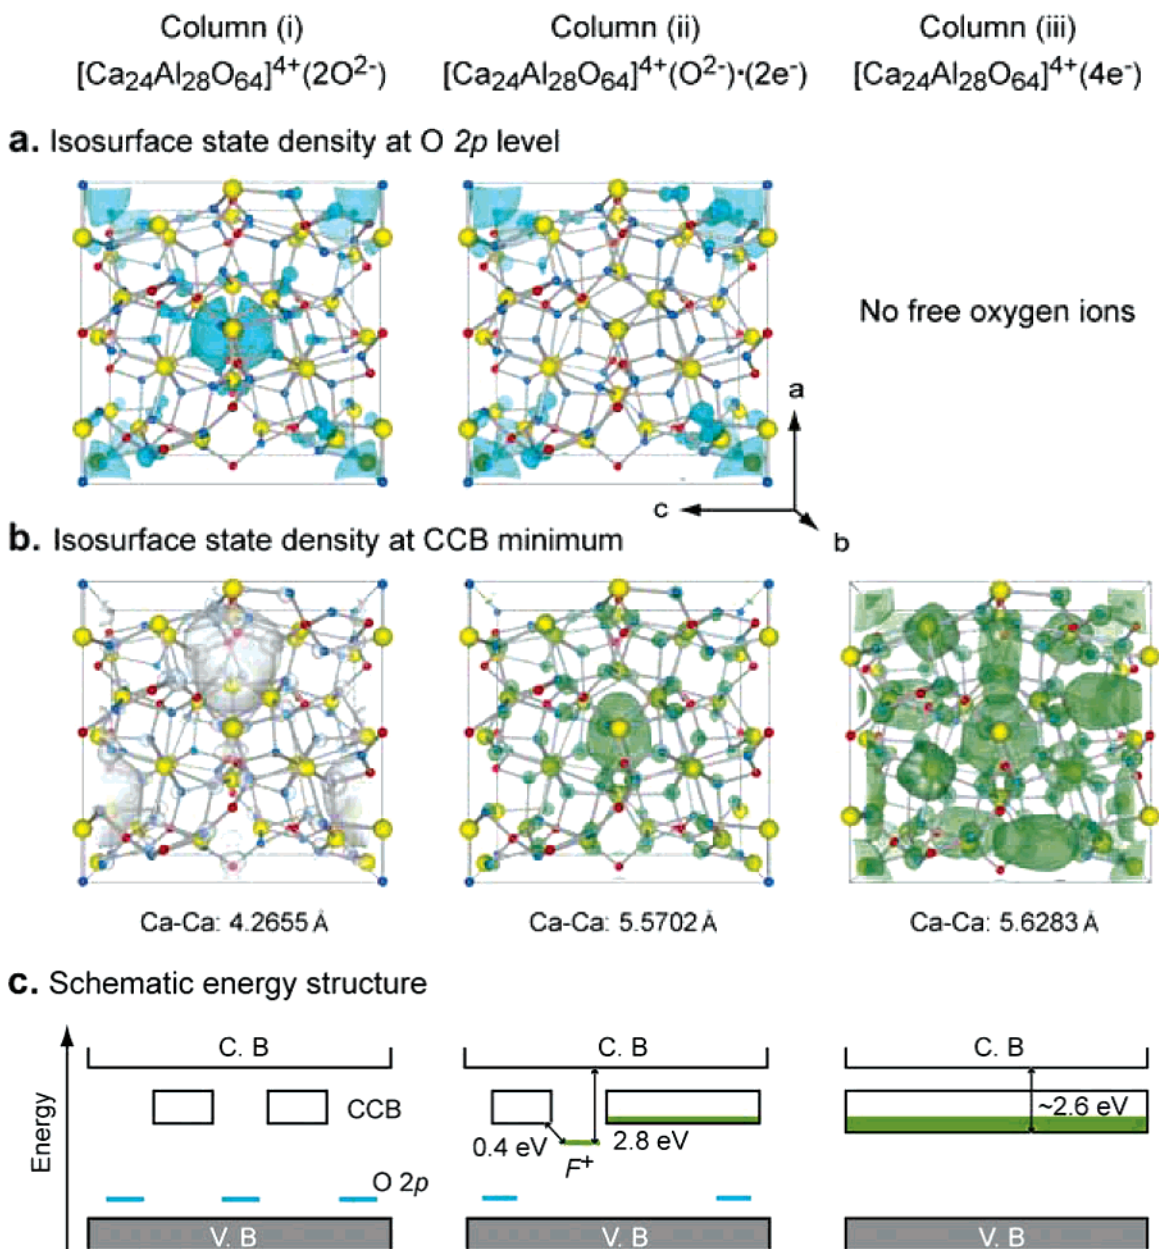 Column (i)
Column (ii)
Column (iii)
[Ca24Al28O64]4+(2O2-)
[Ca24Al28O64]4+(O2-)•(2e-)
[Ca24Al28O64]4+(4e-)
a. Isosurface state density at O 2p level
No free oxygen ions
a
c
b
b. Isosurface state density at CCB minimum
Ca-Ca: 4.2655 Å
Ca-Ca: 5.5702 Å
Ca-Ca: 5.6283 Å
c. Schematic energy structure
Energy
C. B
CCB
O 2p
V. B
C. B
0.4 eV
F+
2.8 eV
V. B
C. B
~2.6 eV
V. B